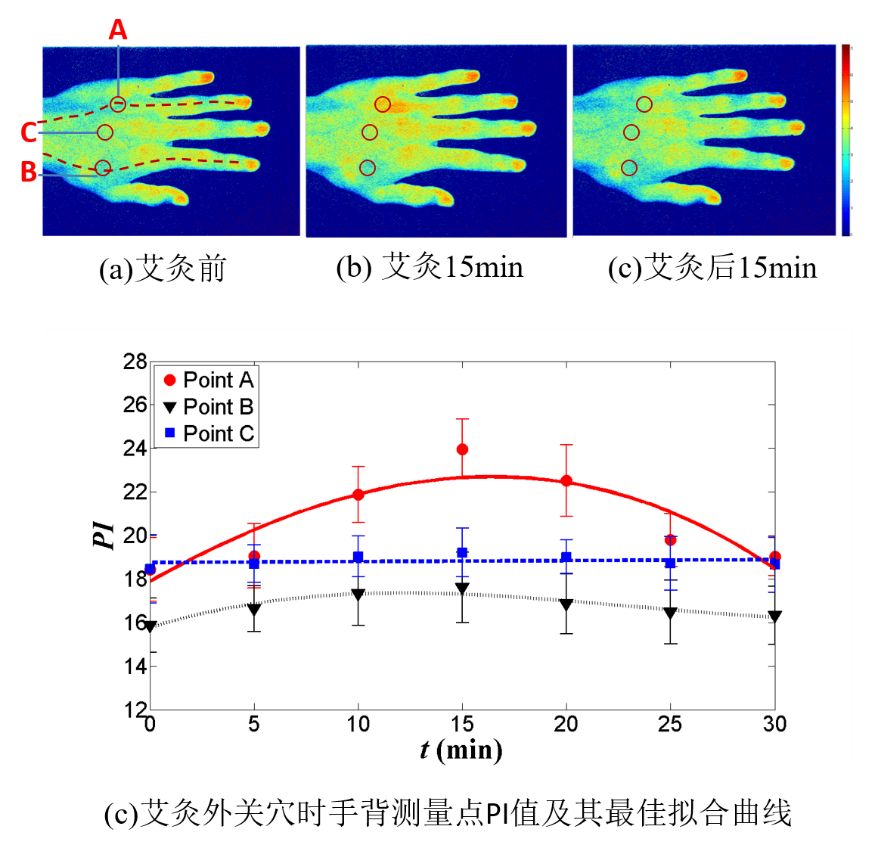 A
C
B
(a)艾灸前
(b) 艾灸15min
(c)艾灸后15min
28
26
24
22
20
18
16
14
12
PI
Point A
Point B
Point C
0 5 10 15 20 25 30
t (min)
(c)艾灸外关穴时手背测量点PI值及其最佳拟合曲线